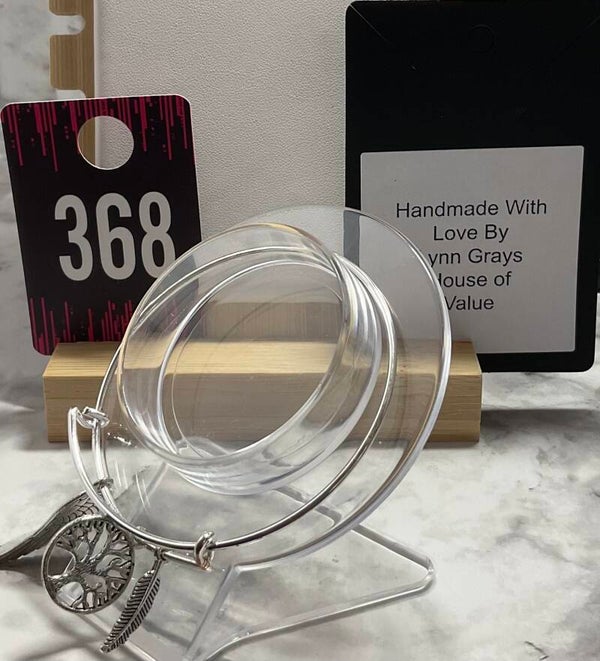 368
Handmade With
Love By
ynn Grays
ouse of
Value